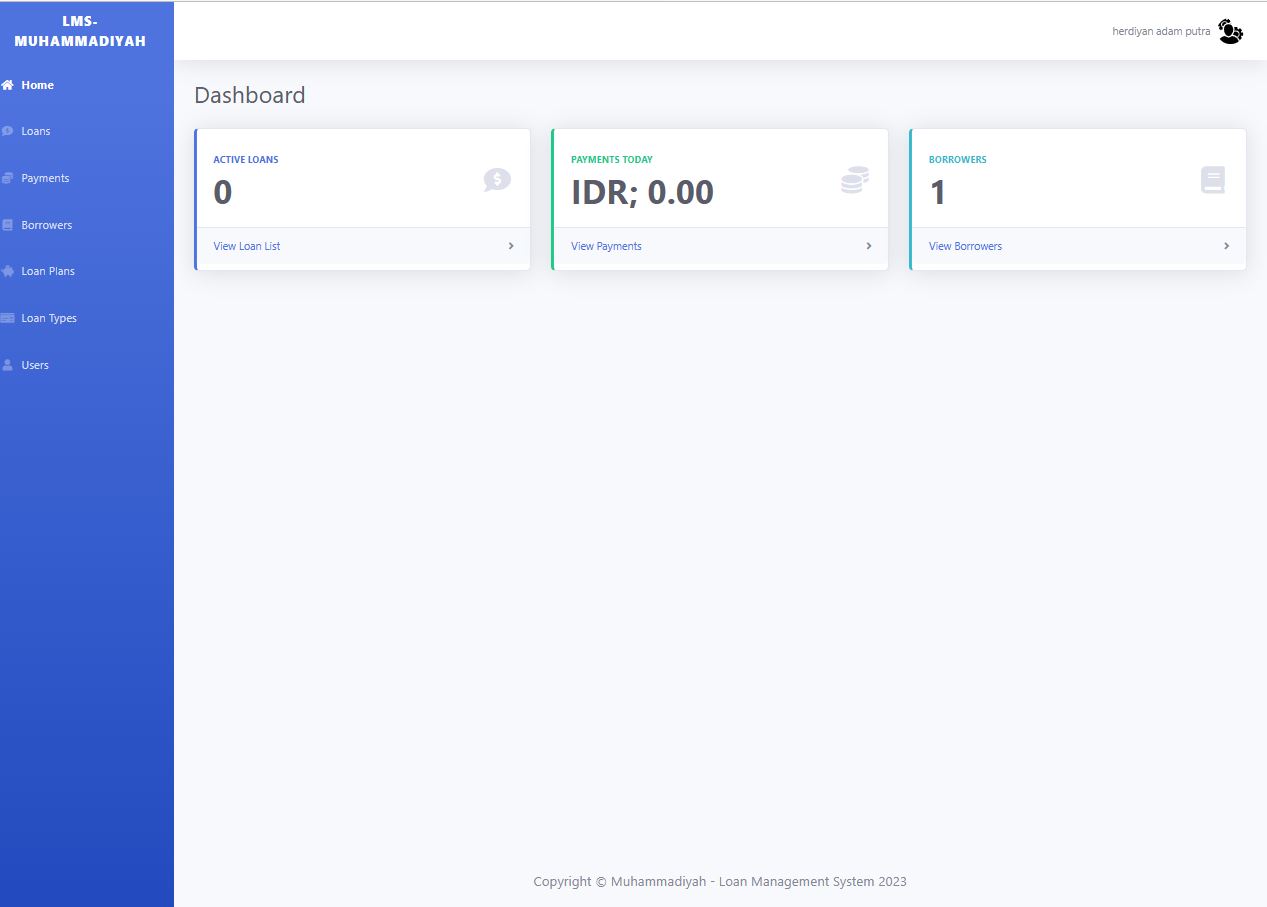 LMS-
MUHAMMADIYAH
Home
Loans
Payments
Borrowers
Loan Plans
Loan Types
Users
herdiyan adam putra
Dashboard
ACTIVE LOANS
0
View Loan List
PAYMENTS TODAY
IDR; 0.00
View Payments
BORROWERS
1
View Borrowers
Copyright © Muhammadiyah - Loan Management System 2023